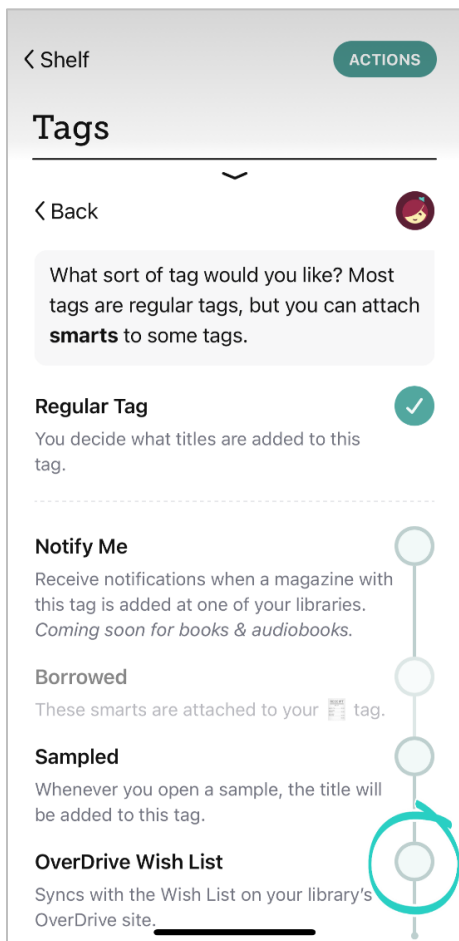 Shelf
ACTIONS
Tags
Back
What sort of tag would you like? Most
tags are regular tags, but you can attach
smarts to some tags.
Regular Tag
You decide what titles are added to this
tag.
Notify Me
Receive notifications when a magazine with
this tag is added at one of your libraries.
Coming soon for books & audiobooks.
Borrowed
These smarts are attached to your tag.
Sampled
Whenever you open a sample, the title will
be added to this tag.
OverDrive Wish List
Syncs with the Wish List on your library's
OverDrive site.